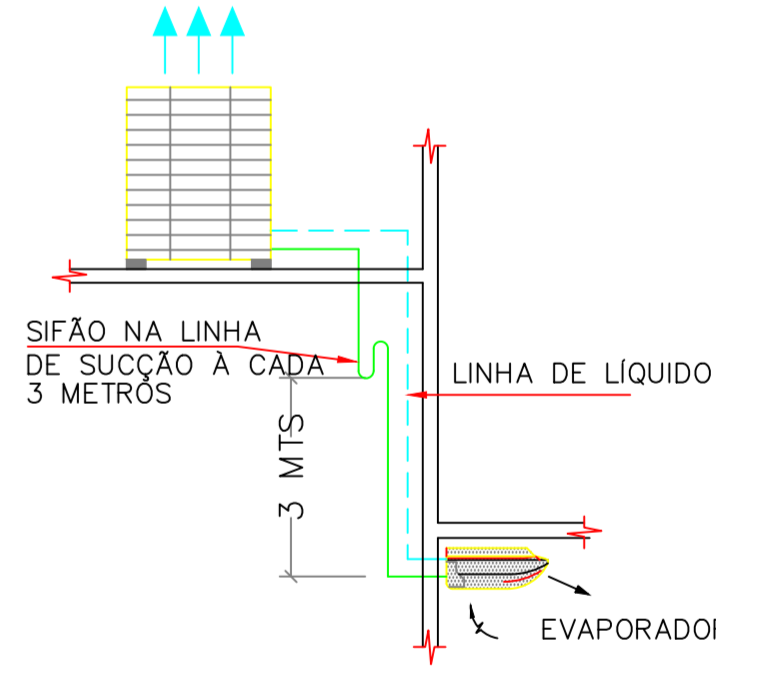 SIFÃO NA LINHA
DE SUCÇÃO À CADA
3 METROS
LINHA DE LÍQUIDO
3 MTS